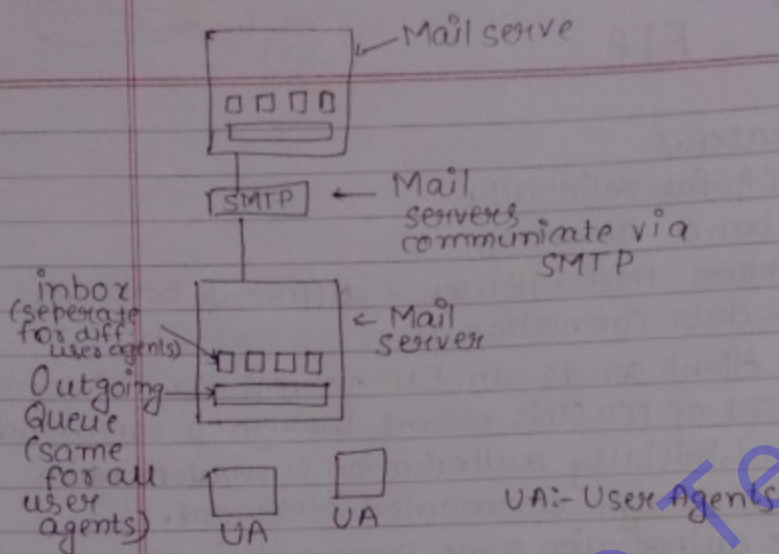 Mail serve
SMTP
Mail
servers
communicate via
SMTP
inbox
(seperate
for diff
user agents)
Mail
server
Outgoing
Queue
(same
for all
user
agents)
UA
UA
UA:- User Agents